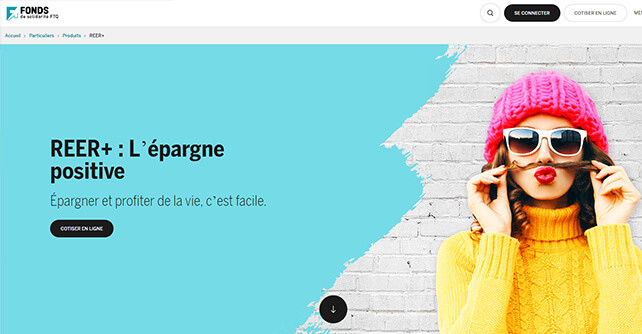 FONDS
de solidarité FTQ
SE CONNECTER
COTISER EN LIGNE
ME
Accueil > Particuliers > Produits > REER+
REER+ : L’épargne
positive
Épargner et profiter de la vie, c’est facile.
COTISER EN LIGNE